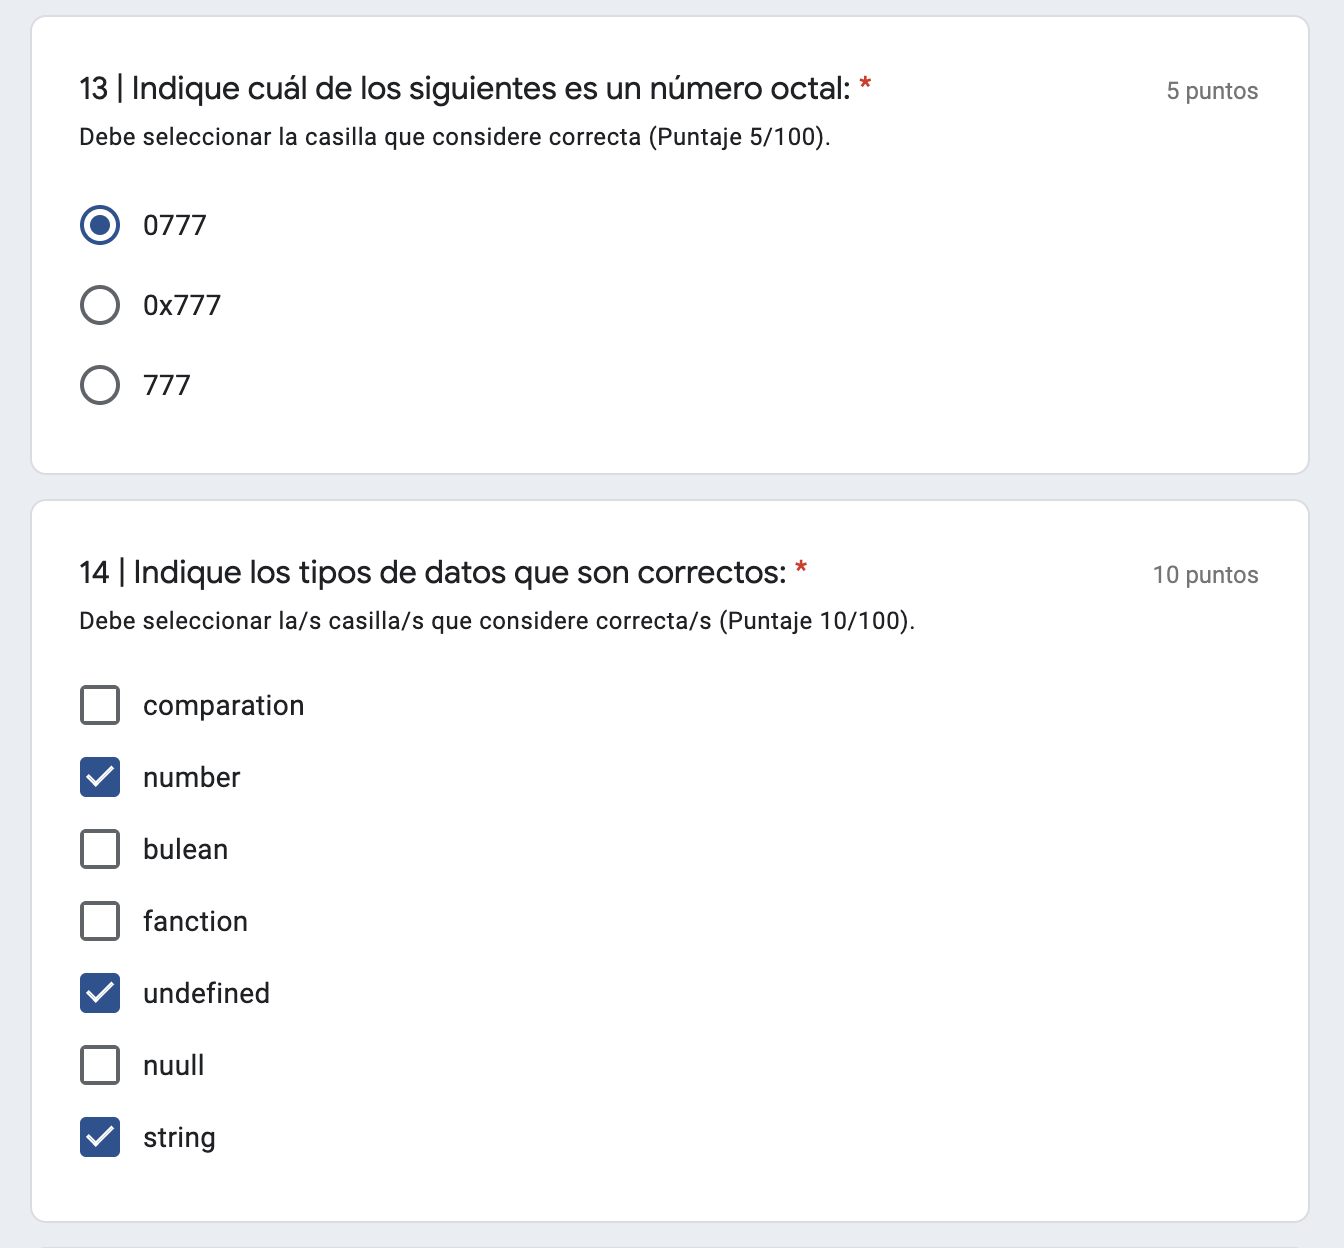 13 | Indique cuál de los siguientes es un número octal: *
5 puntos
Debe seleccionar la casilla que considere correcta (Puntaje 5/100).
0777
0x777
777
14 | Indique los tipos de datos que son correctos: *
10 puntos
Debe seleccionar la/s casilla/s que considere correcta/s (Puntaje 10/100).
comparation
number
bulean
fanction
undefined
nuull
string